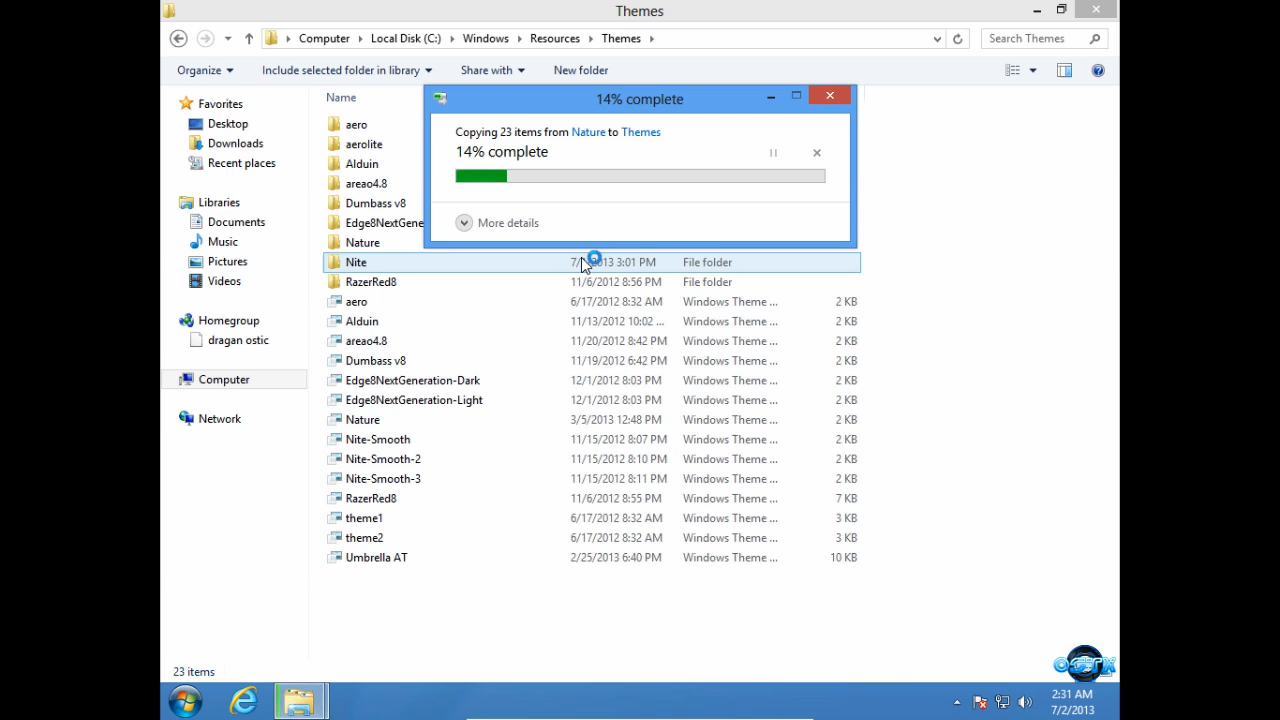 Themes
Computer Local Disk (C:) Windows Resources Themes
Search Themes
Organize Include selected folder in library Share with New folder
Favorites
Desktop
Downloads
Recent places
Libraries
Documents
Music
Pictures
Videos
Homegroup
dragan ostic
Computer
Network
Name
aero
aerolite
Alduin
areao4.8
Dumbass v8
Edge8NextGene
Nature
Nite 3:01 PM File folder
RazerRed8 11/6/2012 8:56 PM File folder
aero 6/17/2012 8:32 AM Windows Theme ... 2 KB
Alduin 11/13/2012 10:02 ... Windows Theme ... 2 KB
areao4.8 11/20/2012 8:42 PM Windows Theme ... 2 KB
Dumbass v8 11/19/2012 6:42 PM Windows Theme ... 2 KB
Edge8NextGeneration-Dark 12/1/2012 8:03 PM Windows Theme ... 2 KB
Edge8NextGeneration-Light 12/1/2012 8:03 PM Windows Theme ... 2 KB
Nature 3/5/2013 12:48 PM Windows Theme ... 2 KB
Nite-Smooth 11/15/2012 8:07 PM Windows Theme ... 2 KB
Nite-Smooth-2 11/15/2012 8:10 PM Windows Theme ... 2 KB
Nite-Smooth-3 11/15/2012 8:11 PM Windows Theme ... 2 KB
RazerRed8 11/6/2012 8:55 PM Windows Theme ... 7 KB
theme1 6/17/2012 8:32 AM Windows Theme ... 3 KB
theme2 6/17/2012 8:32 AM Windows Theme ... 3 KB
Umbrella AT 2/25/2013 6:40 PM Windows Theme ... 10 KB
14% complete
Copying 23 items from Nature to Themes
14% complete
More details
23 items
2:31 AM
7/2/2013